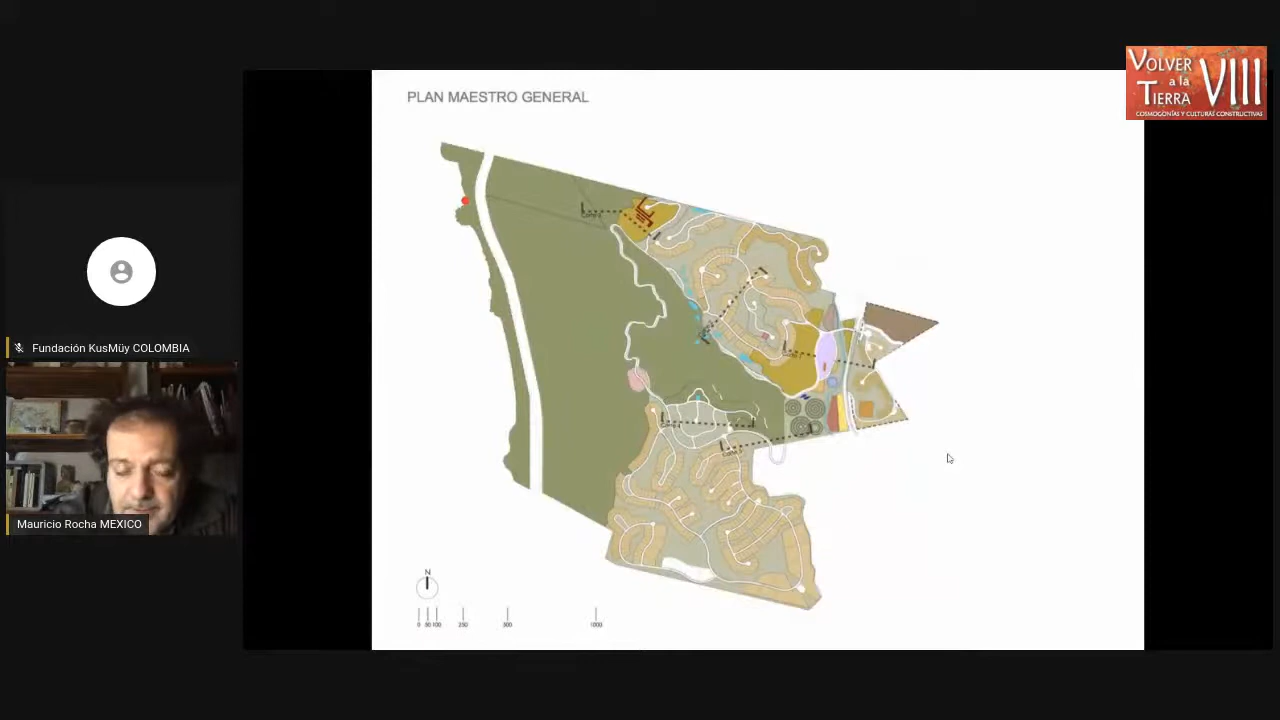 VOLVER
a la
TIERRA
VIII
COSMOGONÍAS Y CULTURAS CONSTRUCTIVAS
PLAN MAESTRO GENERAL
Fundación KusMüy COLOMBIA
Mauricio Rocha MEXICO
N
0 50 100 250 500 1000